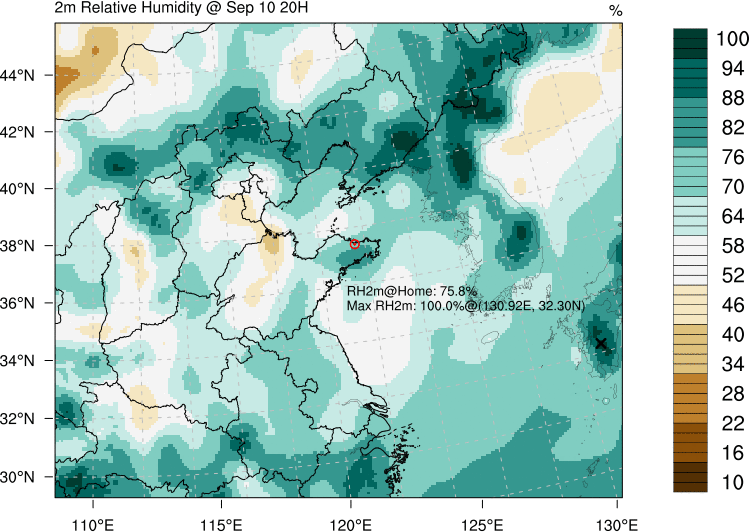 2m Relative Humidity @ Sep 10 20H
%
44°N
42°N
40°N
38°N
36°N
34°N
32°N
30°N
RH2m@Home: 75.8%
Max RH2m: 100.0%@(130.92E, 32.30N)
110°E
115°E
120°E
125°E
130°E
100
94
88
82
76
70
64
58
52
46
40
34
28
22
16
10